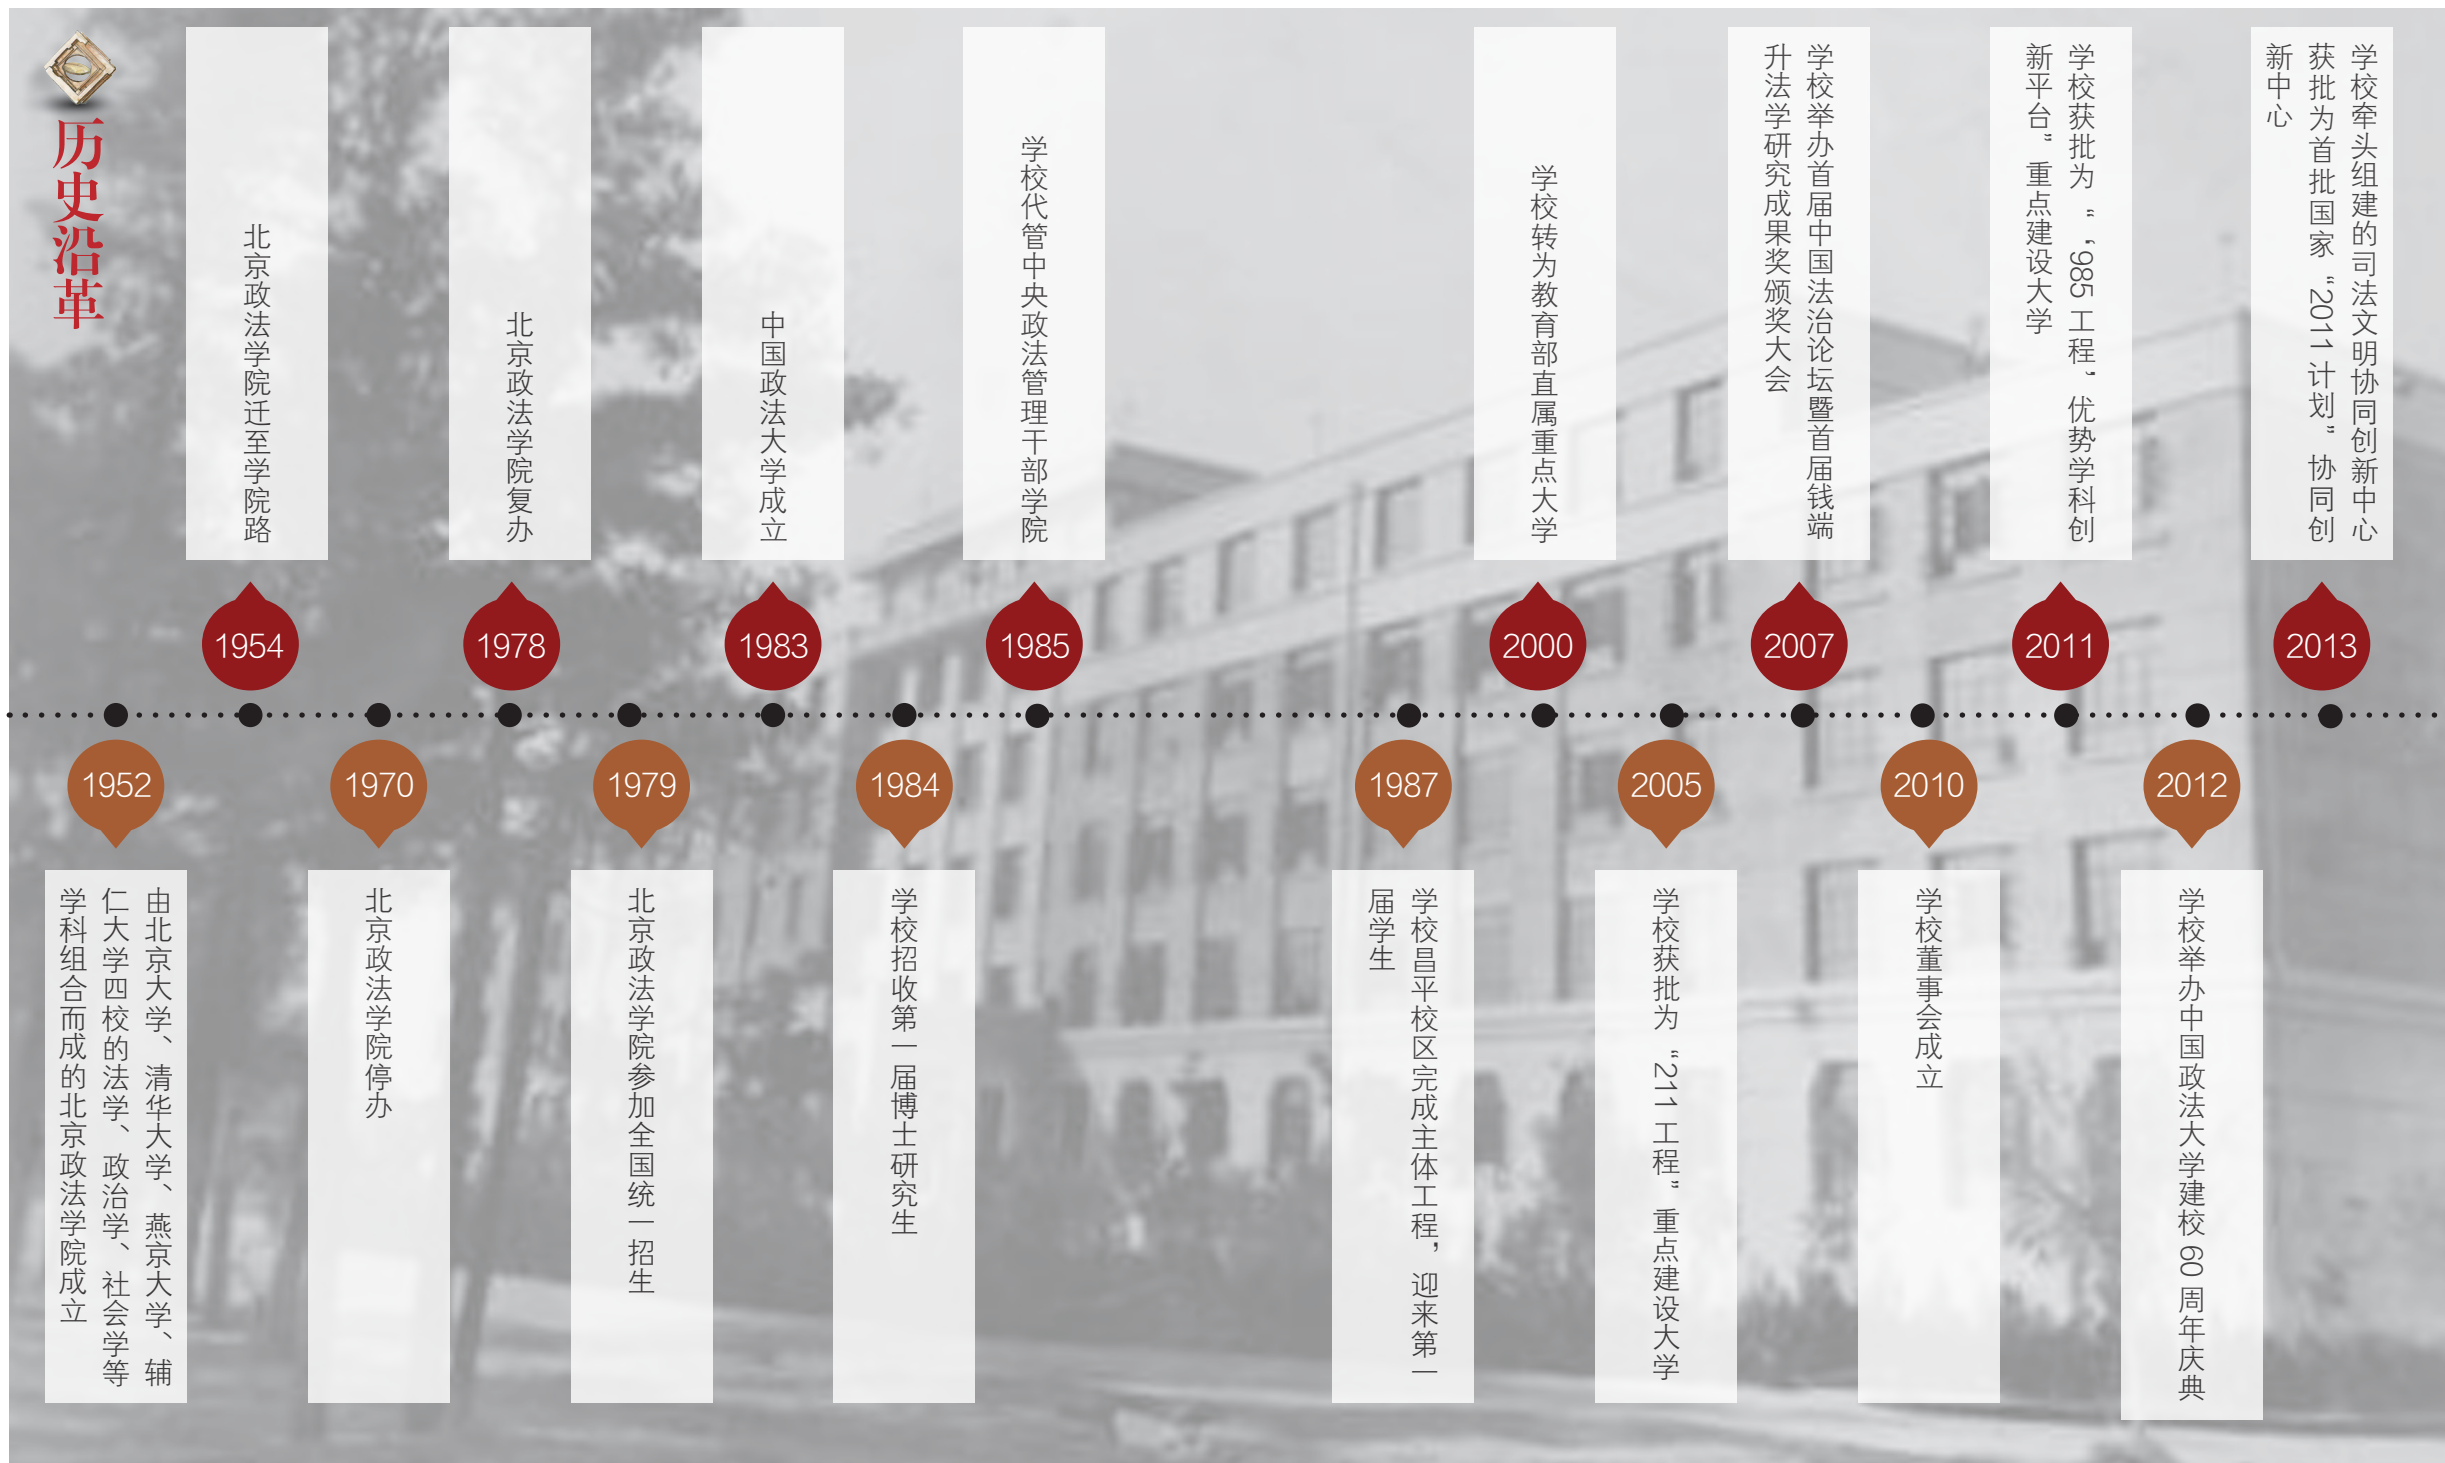 历史沿革
1952
由北京大学、清华大学、燕京大学、辅
仁大学四校的法学、政治学、社会学等
学科组合而成的北京政法学院成立
1954
北京政法学院迁至学院路
1970
北京政法学院停办
1978
北京政法学院复办
1979
北京政法学院参加全国统一招生
1983
中国政法大学成立
1984
学校招收第一届博士研究生
1985
学校代管中央政法管理干部学院
1987
学校昌平校区完成主体工程，迎来第一
届学生
2000
学校转为教育部直属重点大学
2005
学校获批为“211 工程”重点建设大学
2007
学校举办首届中国法治论坛暨首届钱端
升法学研究成果奖颁奖大会
2010
学校董事会成立
2011
学校获批为“‘985 工程’优势学科创
新平台”重点建设大学
2012
学校举办中国政法大学建校 60 周年庆典
2013
学校牵头组建的司法文明协同创新中心
获批为首批国家“2011 计划”协同创
新中心